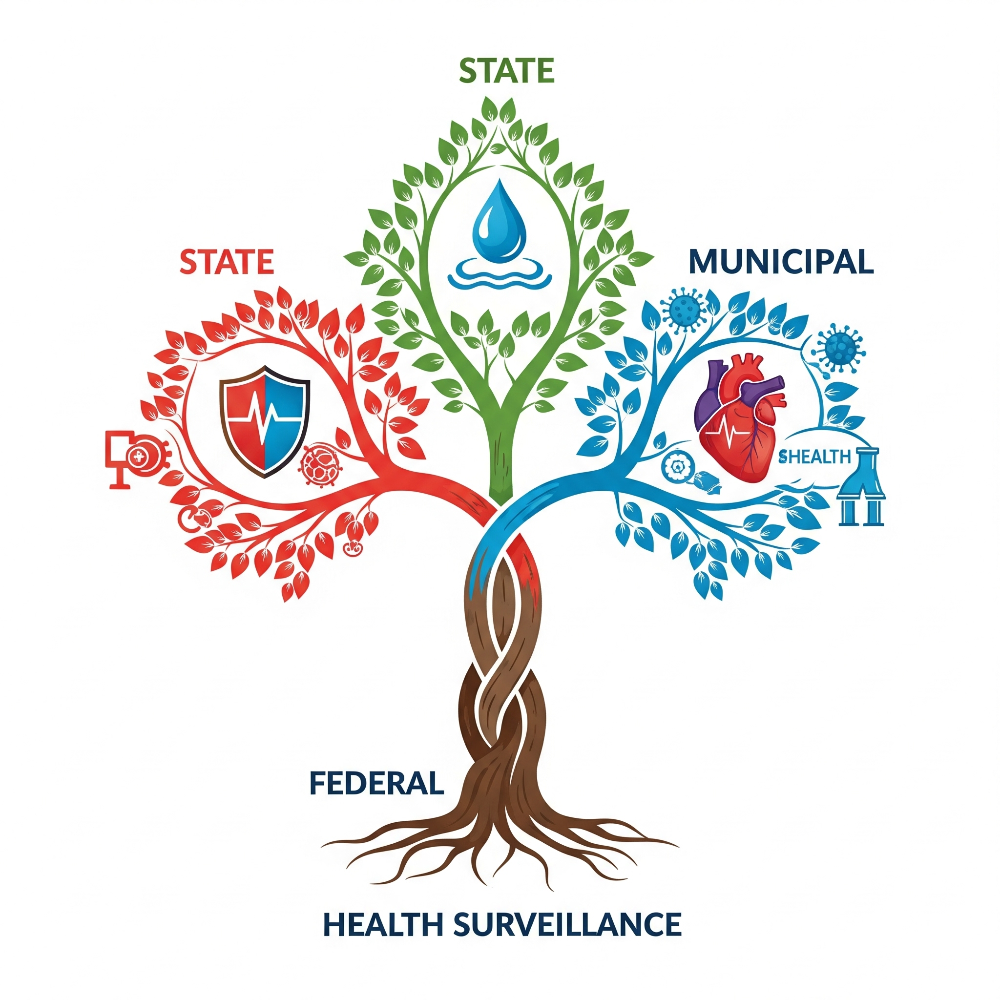 STATE
STATE
MUNICIPAL
SHEALTH
FEDERAL
HEALTH SURVEILLANCE